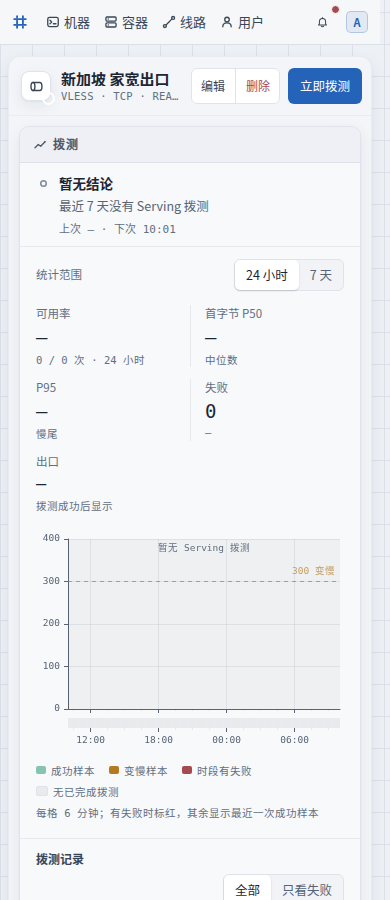 机器 容器 线路 用户 A
新加坡 家宽出口
VLESS · TCP · REA…
编辑 删除 立即拨测
拨测
暂无结论
最近 7 天没有 Serving 拨测
上次 — · 下次 10:01
统计范围 24 小时 7 天
可用率 首字节 P50
— —
0 / 0 次 · 24 小时 中位数
P95 失败
— 0
慢尾 —
出口
—
拨测成功后显示
400
暂无 Serving 拨测
300 变慢
300
200
100
0
12:00 18:00 00:00 06:00
成功样本 变慢样本 时段有失败
无已完成拨测
每格 6 分钟；有失败时标红，其余显示最近一次成功样本
拨测记录
全部 只看失败